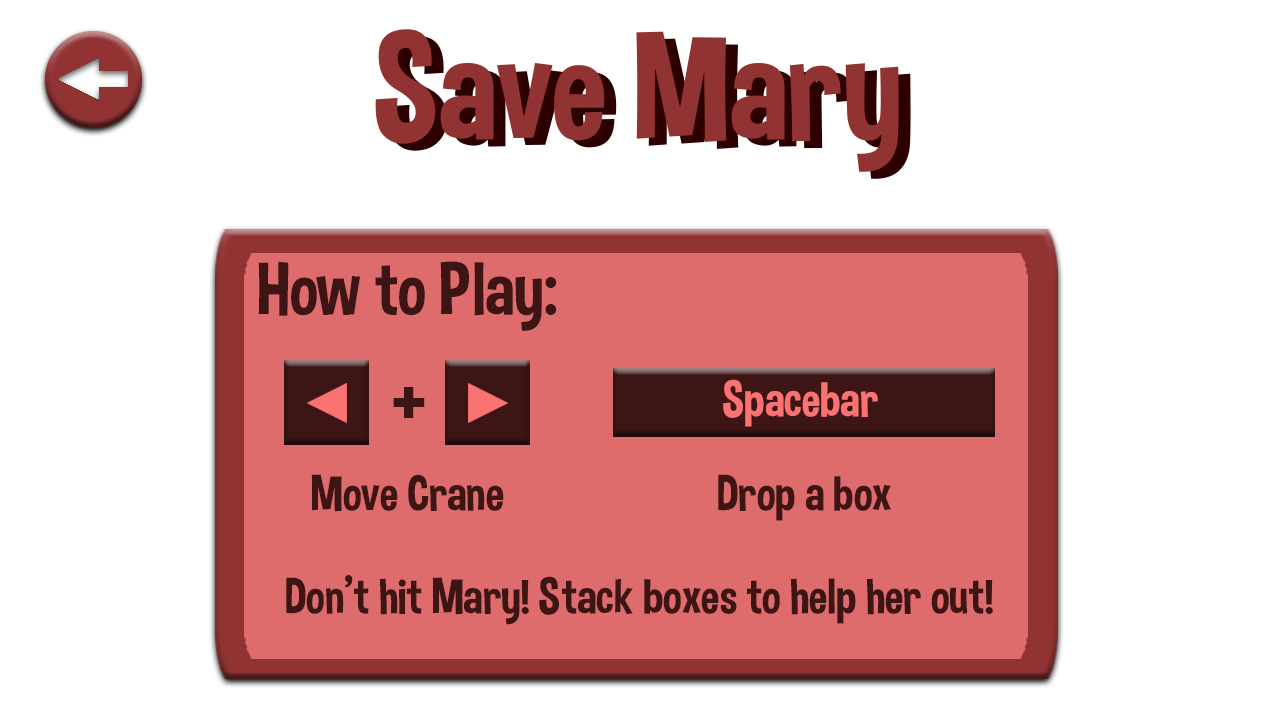 Save Mary
How to Play:
+
Spacebar
Move Crane
Drop a box
Don't hit Mary! Stack boxes to help her out!